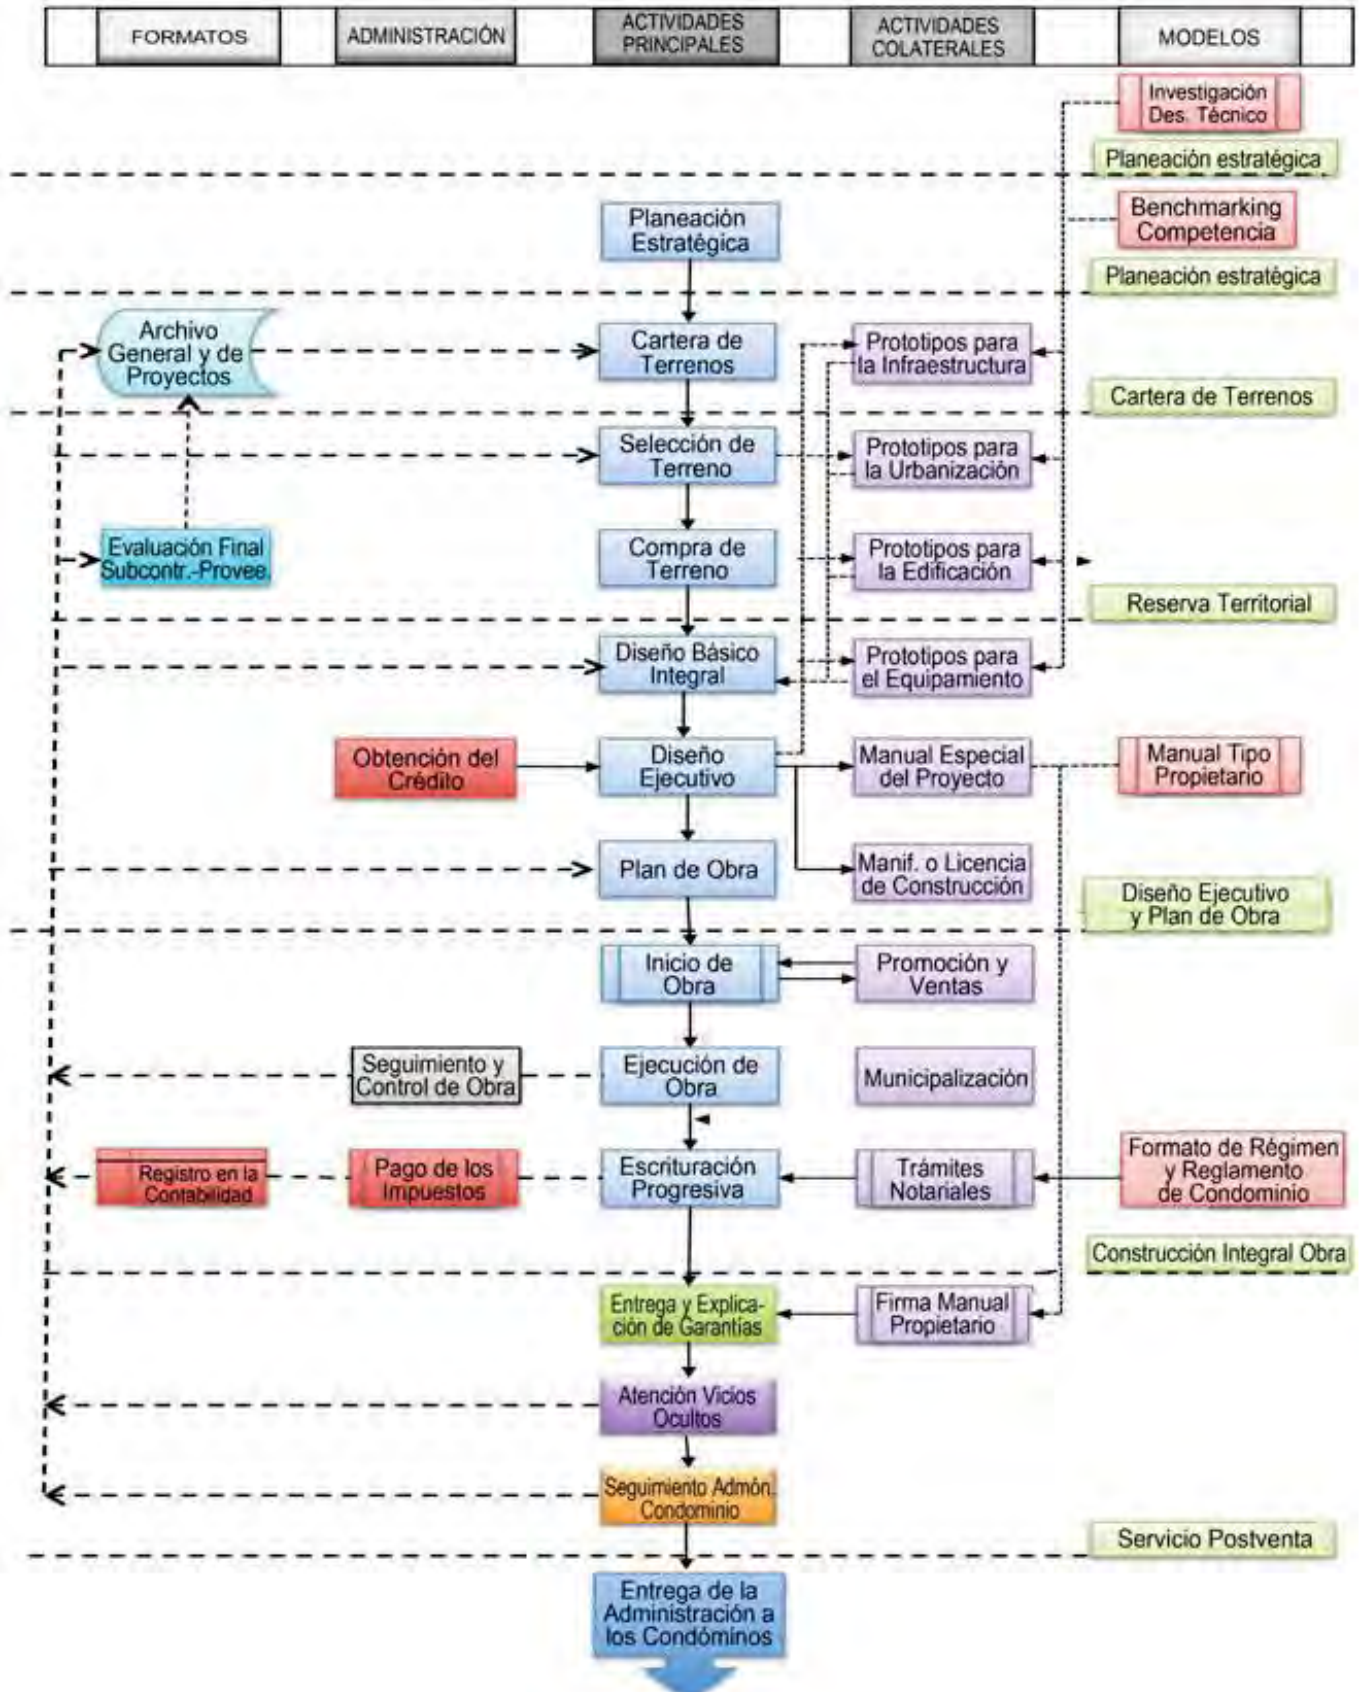 FORMATOS
ADMINISTRACIÓN
ACTIVIDADES
PRINCIPALES
ACTIVIDADES
COLATERALES
MODELOS
Investigación
Des. Técnico
Planeación estratégica
Planeación
Estratégica
Benchmarking
Competencia
Planeación estratégica
Archivo
General y de
Proyectos
Cartera de
Terrenos
Prototipos para
la Infraestructura
Cartera de Terrenos
Selección de
Terreno
Prototipos para
la Urbanización
Evaluación Final
Subcontr.-Provee.
Compra de
Terreno
Prototipos para
la Edificación
Reserva Territorial
Diseño Básico
Integral
Prototipos para
el Equipamiento
Obtención del
Crédito
Diseño
Ejecutivo
Manual Especial
del Proyecto
Manual Tipo
Propietario
Plan de Obra
Manif. o Licencia
de Construcción
Diseño Ejecutivo
y Plan de Obra
Inicio de
Obra
Promoción y
Ventas
Seguimiento y
Control de Obra
Ejecución de
Obra
Municipalización
Registro en la
Contabilidad
Pago de los
Impuestos
Escrituración
Progresiva
Trámites
Notariales
Formato de Régimen
y Reglamento
de Condominio
Construcción Integral Obra
Entrega y Explica-
ción de Garantías
Firma Manual
Propietario
Atención Vicios
Ocultos
Seguimiento Admón.
Condominio
Servicio Postventa
Entrega de la
Administración a
los Condóminos